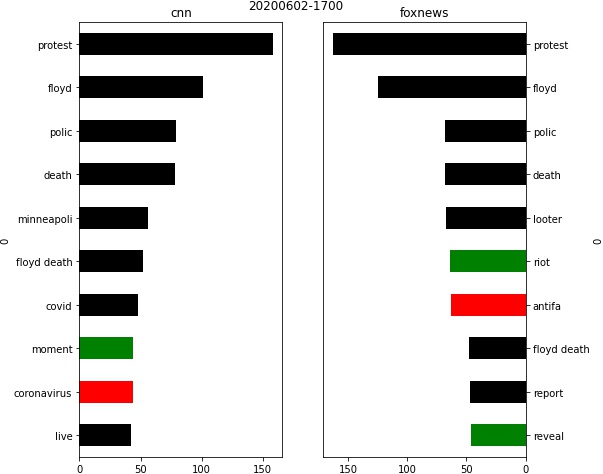 20200602-1700
cnn
foxnews
protest
floyd
polic
death
minneapoli
floyd death
covid
moment
coronavirus
live
0
0 50 100 150
protest
floyd
polic
death
looter
riot
antifa
floyd death
report
reveal
0
150 100 50 0